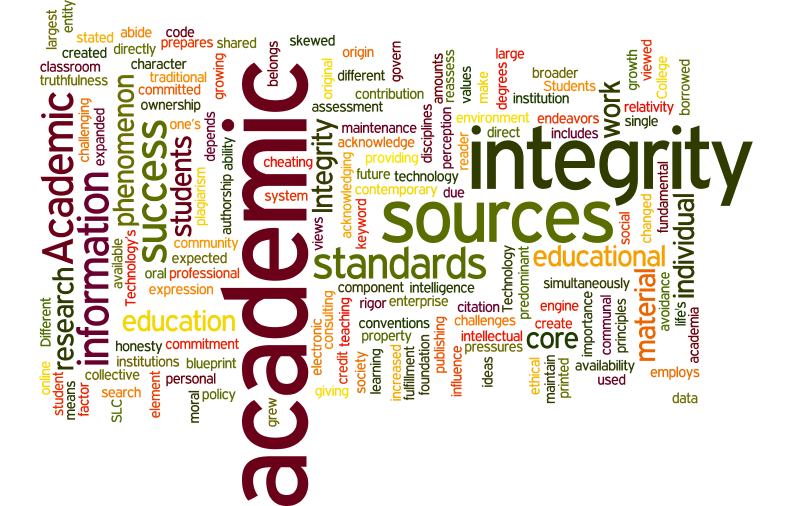 largest
entity
stated
abide
code
created
directly
prepares
shared
skewed
classroom
character
truthfulness
traditional
committed
growing
belongs
origin
original
different
govern
ownership
contribution
assessment
amounts
reassess
values
make
large
degrees
broader
Students
institution
growth
viewed
College
borrowed
relativity
single
work
Academic
challenging
expanded
phenomenon
success
students
one's
plagiarism
depends
ability
authorship
academic
cheating
system
Integrity
maintenance
acknowledge
providing
acknowledging
future
technology
contemporary
due
disciplines
perception
reader
environment
direct
endeavors
includes
integrity
sources
views
keyword
standards
educational
social
changed
fundamental
individual
information
research
available
Technology's
community
expected
oral
professional
expression
education
component
intelligence
rigor
enterprise
citation
Technology
predominant
simultaneously
engine
create
core
importance
communal
principles
material
avoidance
life's
academia
Different
online
student
means
factor
honesty
commitment
institutions
blueprint
collective
personal
search
SLC
element
moral
policy
grew
electronic
consulting
credit
teaching
giving
conventions
property
society
learning
increased
fulfillment
foundation
publishing
influence
challenges
intellectual
pressures
ideas
ethical
maintain
printed
availability
used
employs
data